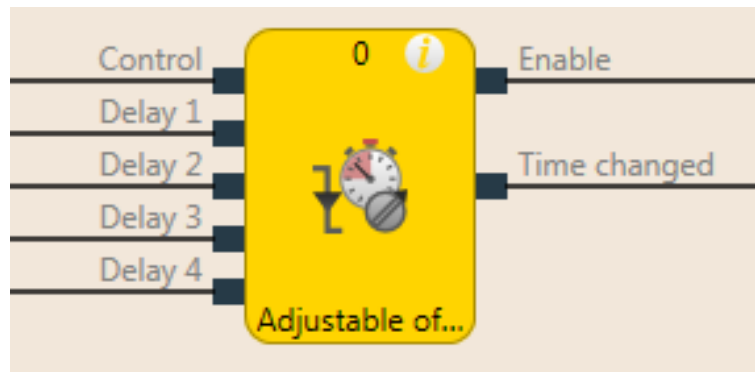 Control
Delay 1
Delay 2
Delay 3
Delay 4
0 i
Adjustable of...
Enable
Time changed